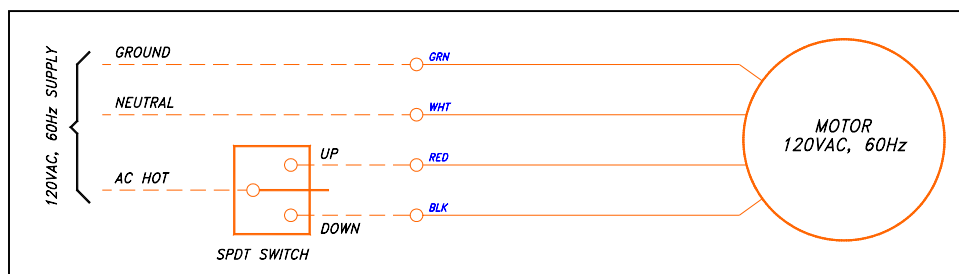 120VAC, 60Hz SUPPLY
GROUND
GRN
NEUTRAL
WHT
MOTOR
120VAC, 60Hz
UP
RED
AC HOT
BLK
DOWN
SPDT SWITCH